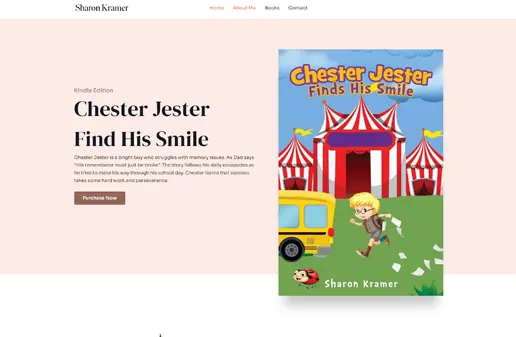 Sharon Kramer
Home About Me Books Contact
Kindle Edition
Chester Jester
Find His Smile
Chester Jester is a bright boy who struggles with memory issues. As Dad says
"His rememberer must just be broke". The story follows his daily escapades as
he tries to make his way through his school day. Chester learns that success
takes some hard work and perseverance.
Purchase Now
Chester Jester
Finds His Smile
Sharon Kramer